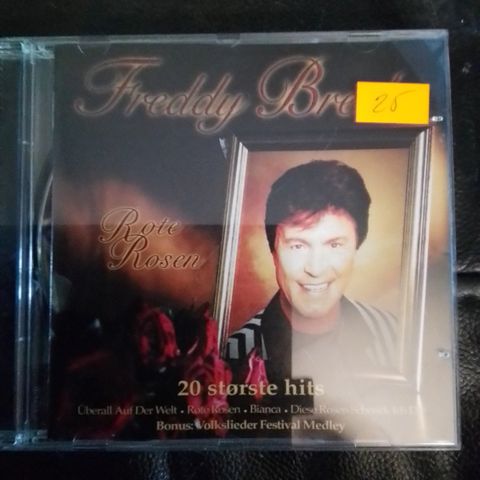 Freddy Bre
25
Rote
Rosen
20 største hits
Überall Auf Der Welt • Rote Rosen • Bianca • Diese Rosen Schenk Ich D
Bonus: Volkslieder Festival Medley